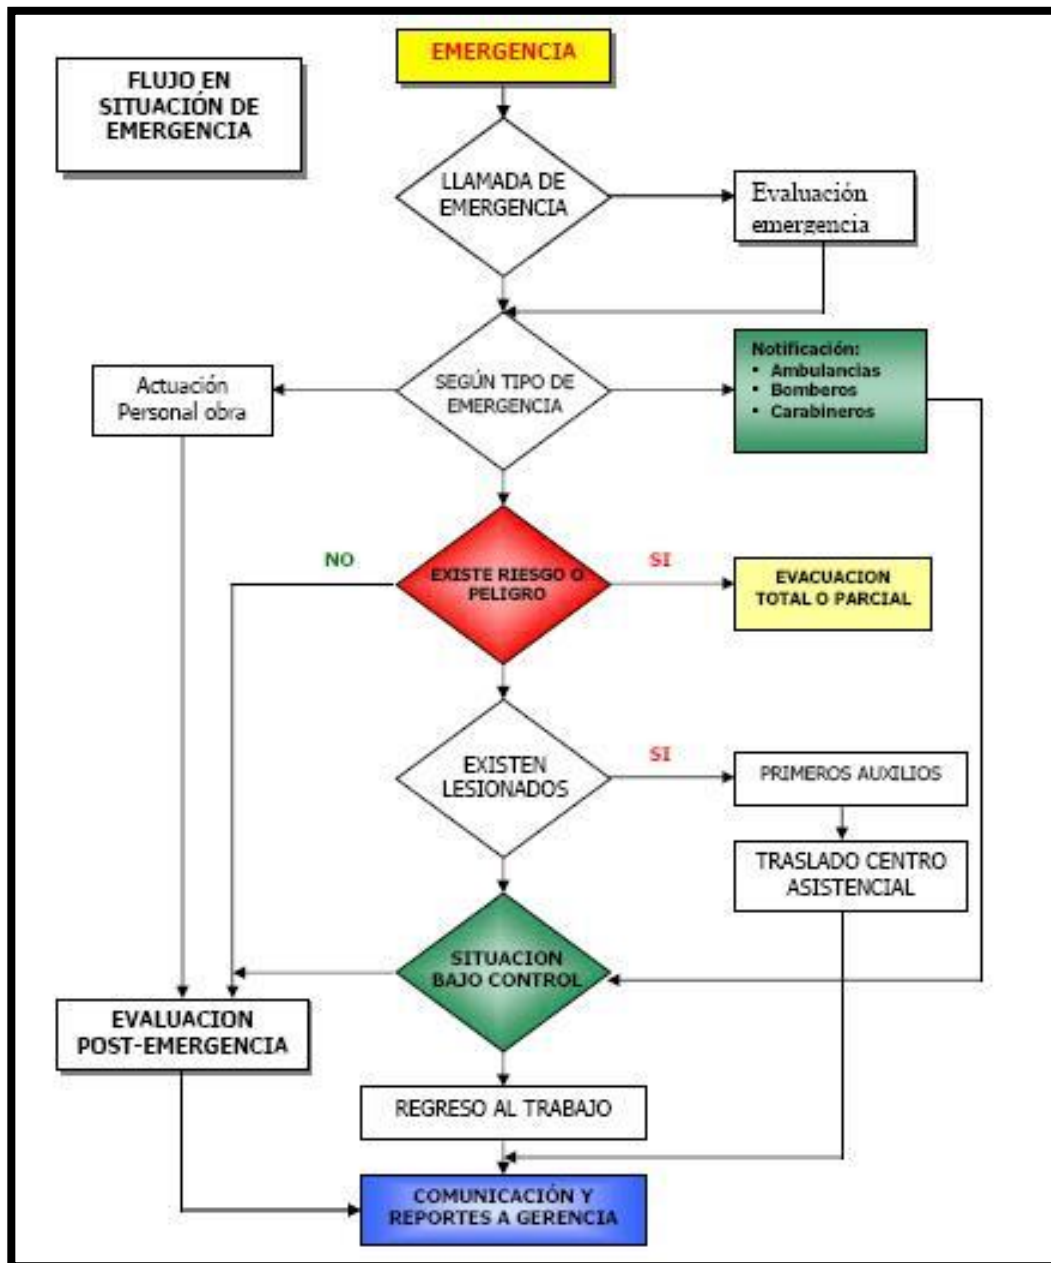 EMERGENCIA
FLUJO EN
SITUACIÓN DE
EMERGENCIA
LLAMADA DE
EMERGENCIA
Evaluación
emergencia
SEGÚN TIPO DE
EMERGENCIA
Notificación:
• Ambulancias
• Bomberos
• Carabineros
Actuación
Personal obra
NO
EXISTE RIESGO O
PELIGRO
SI
EVACUACION
TOTAL O PARCIAL
EXISTEN
LESIONADOS
SI
PRIMEROS AUXILIOS
TRASLADO CENTRO
ASISTENCIAL
SITUACION
BAJO CONTROL
EVALUACION
POST-EMERGENCIA
REGRESO AL TRABAJO
COMUNICACIÓN Y
REPORTES A GERENCIA